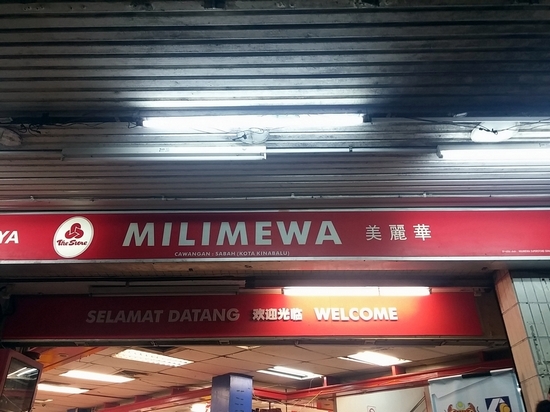 YA
The Store
MILIMEWA 美麗華
CAWANGAN : SABAH (KOTA KINABALU)
SELAMAT DATANG 欢迎光临 WELCOME